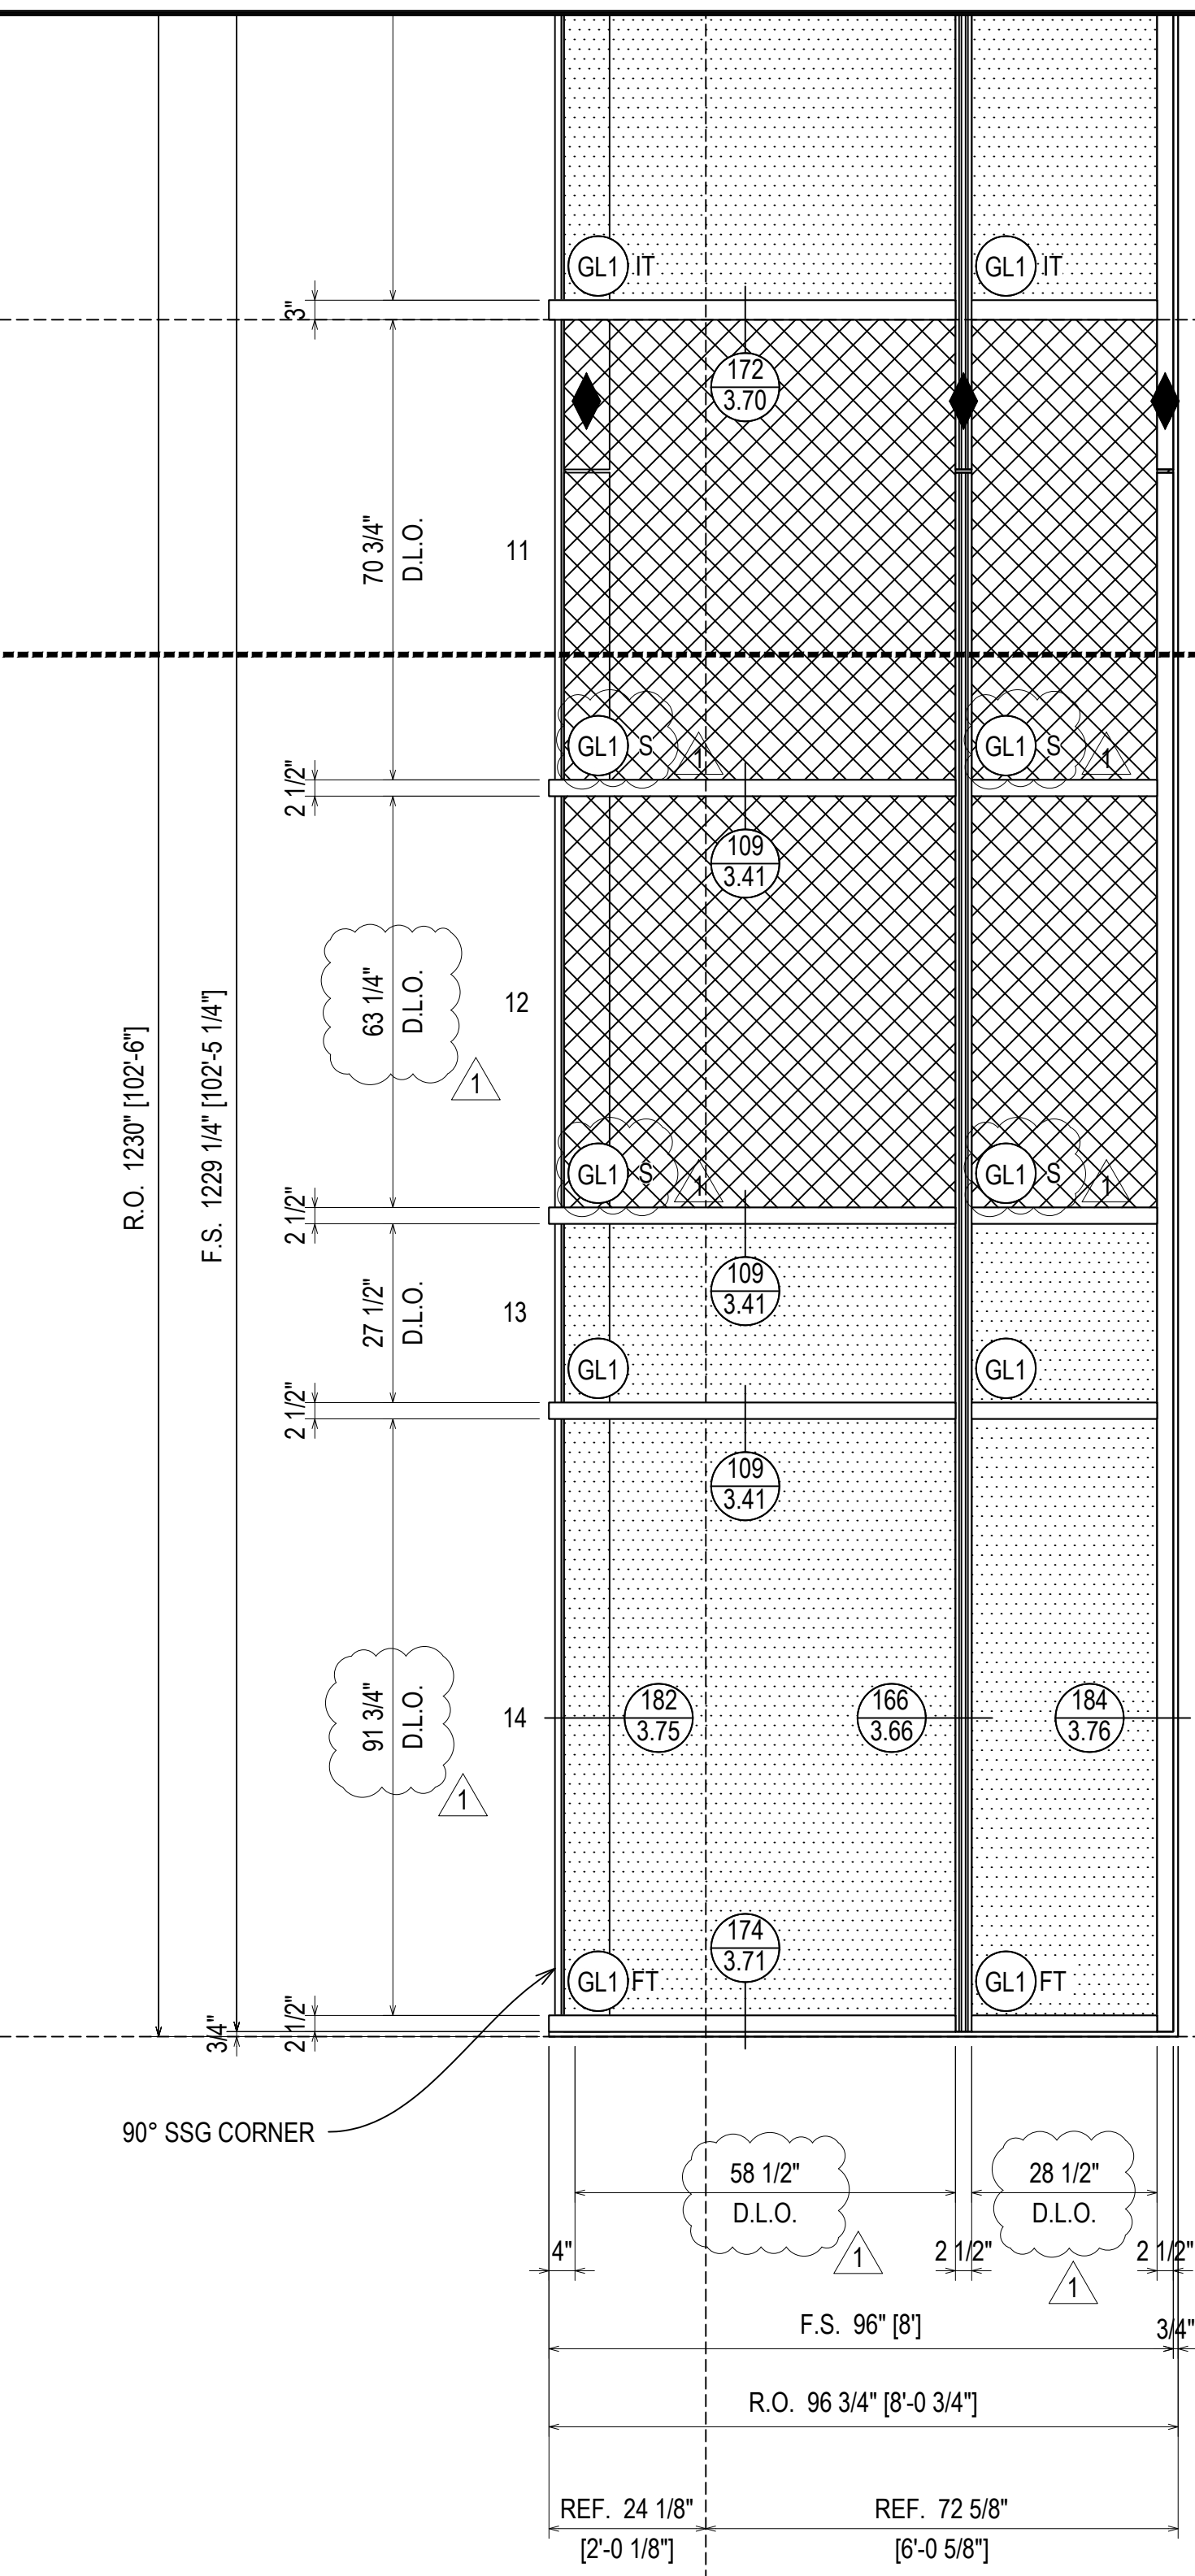 GL1 IT
GL1 IT
3"
172
3.70
70 3/4"
D.L.O.
11
GL1 S
1
GL1 S
1
2 1/2"
109
3.41
63 1/4"
D.L.O.
12
1
R.O. 1230" [102'-6"]
F.S. 1229 1/4" [102'-5 1/4"]
GL1 S
1
GL1 S
1
2 1/2"
109
3.41
27 1/2"
D.L.O.
13
GL1
GL1
2 1/2"
109
3.41
91 3/4"
D.L.O.
14
1
182
3.75
166
3.66
184
3.76
174
3.71
GL1 FT
GL1 FT
2 1/2"
3/4"
90° SSG CORNER
58 1/2"
D.L.O.
28 1/2"
D.L.O.
4"
1
2 1/2"
1
2 1/2"
F.S. 96" [8']
3/4"
R.O. 96 3/4" [8'-0 3/4"]
REF. 24 1/8"
[2'-0 1/8"]
REF. 72 5/8"
[6'-0 5/8"]